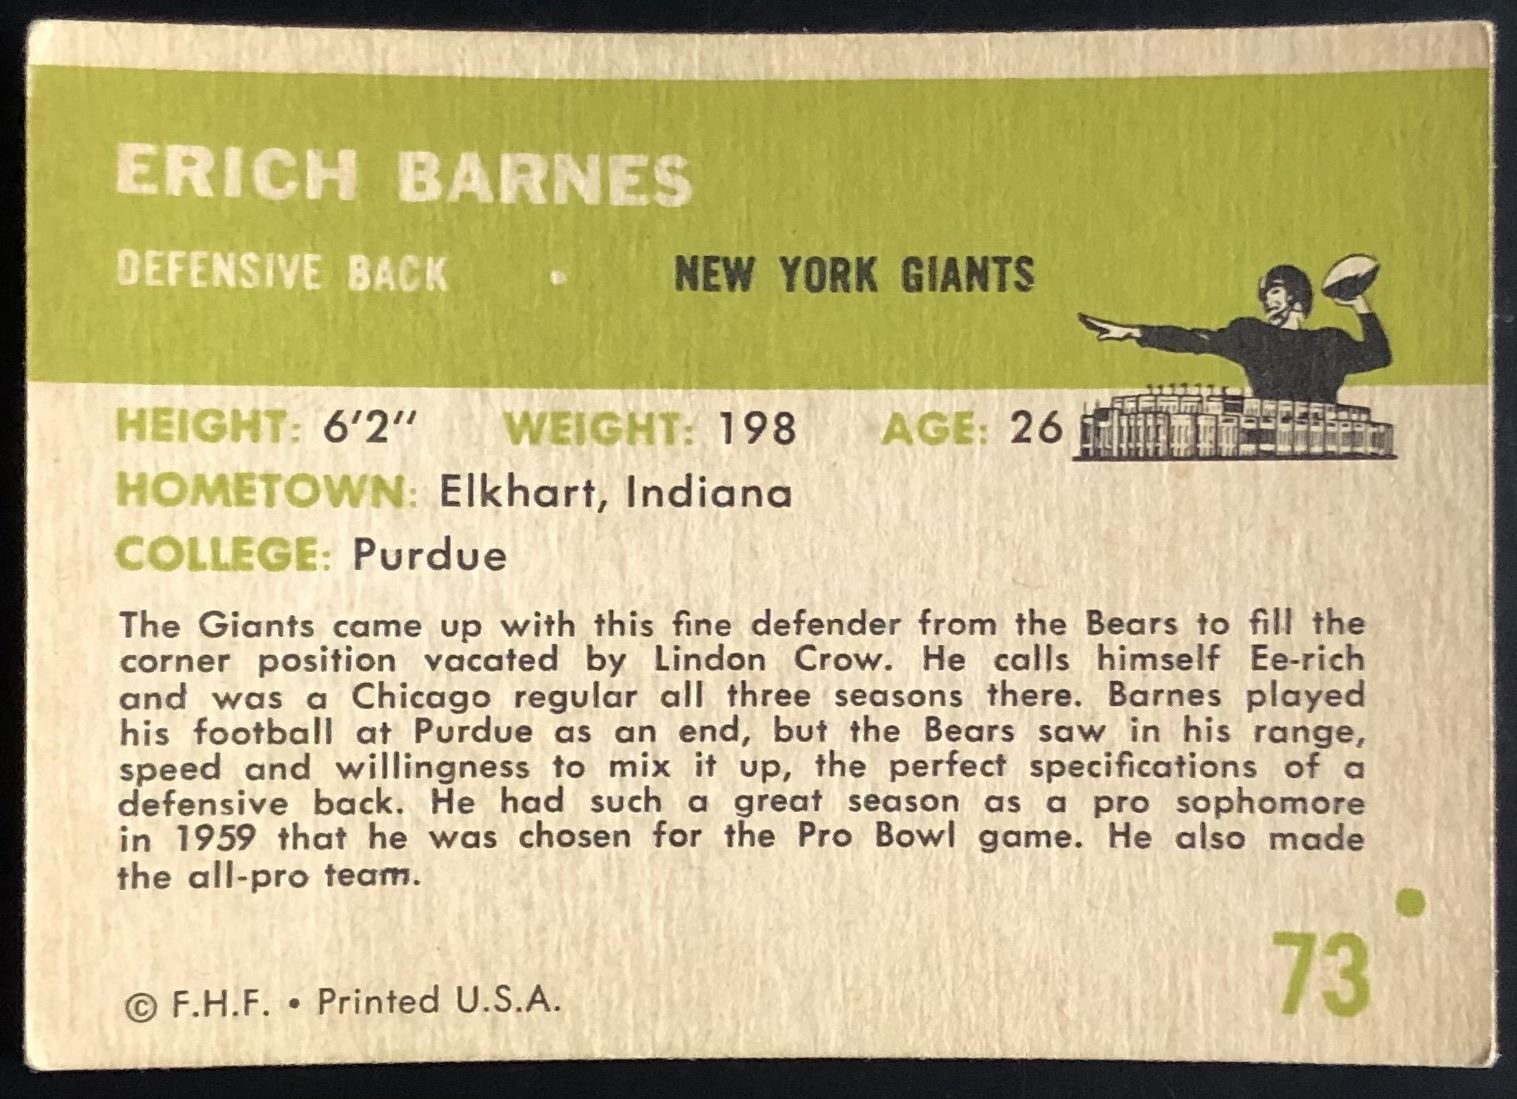 ERICH BARNES
DEFENSIVE BACK • NEW YORK GIANTS
HEIGHT: 6'2" WEIGHT: 198 AGE: 26
HOMETOWN: Elkhart, Indiana
COLLEGE: Purdue
The Giants came up with this fine defender from the Bears to fill the
corner position vacated by Lindon Crow. He calls himself Ee-rich
and was a Chicago regular all three seasons there. Barnes played
his football at Purdue as an end, but the Bears saw in his range,
speed and willingness to mix it up, the perfect specifications of a
defensive back. He had such a great season as a pro sophomore
in 1959 that he was chosen for the Pro Bowl game. He also made
the all-pro team.
73
© F.H.F. • Printed U.S.A.